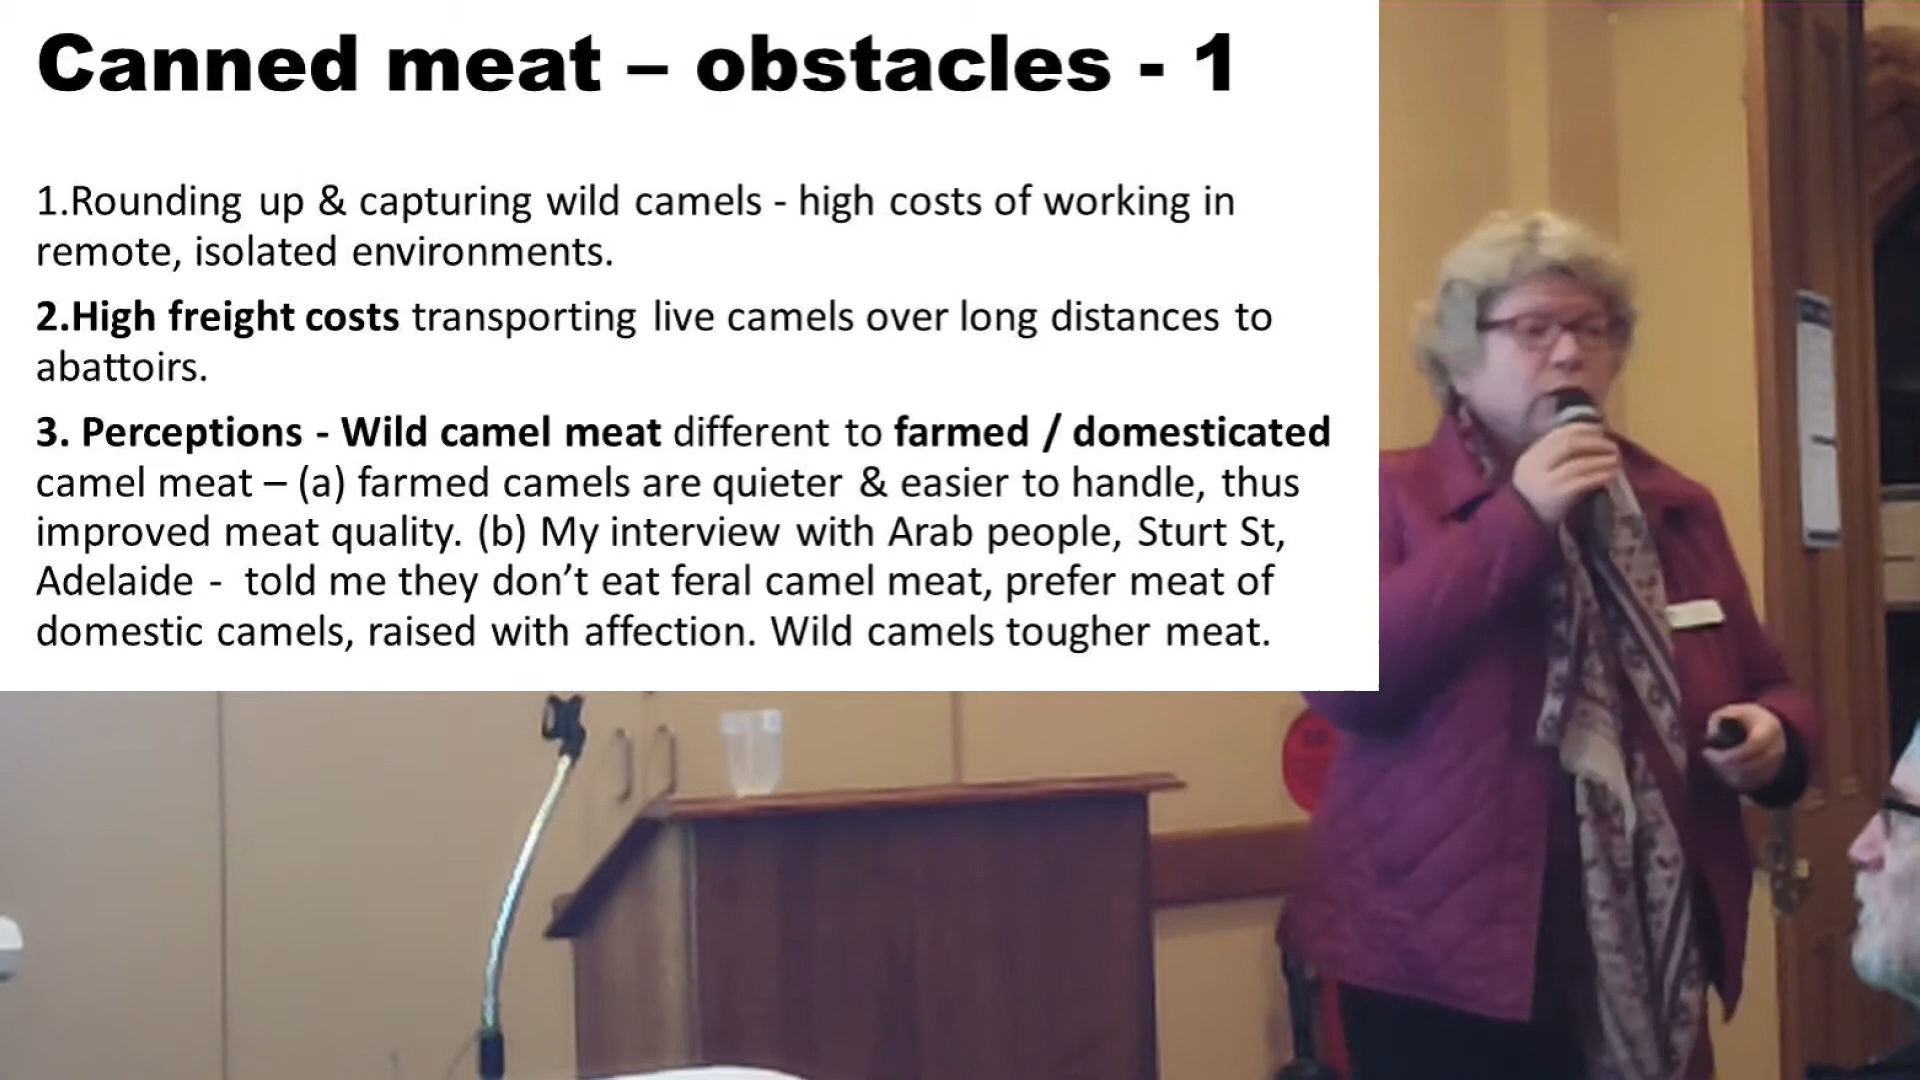 Canned meat – obstacles - 1
1.Rounding up & capturing wild camels - high costs of working in
remote, isolated environments.
2.High freight costs transporting live camels over long distances to
abattoirs.
3. Perceptions - Wild camel meat different to farmed / domesticated
camel meat – (a) farmed camels are quieter & easier to handle, thus
improved meat quality. (b) My interview with Arab people, Sturt St,
Adelaide -  told me they don’t eat feral camel meat, prefer meat of
domestic camels, raised with affection. Wild camels tougher meat.